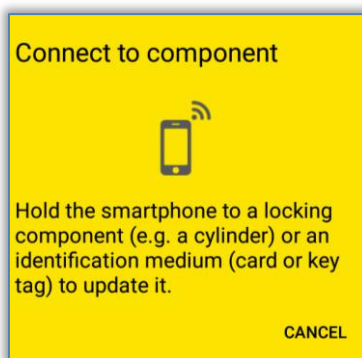 Connect to component
Hold the smartphone to a locking
component (e.g. a cylinder) or an
identification medium (card or key
tag) to update it.
CANCEL